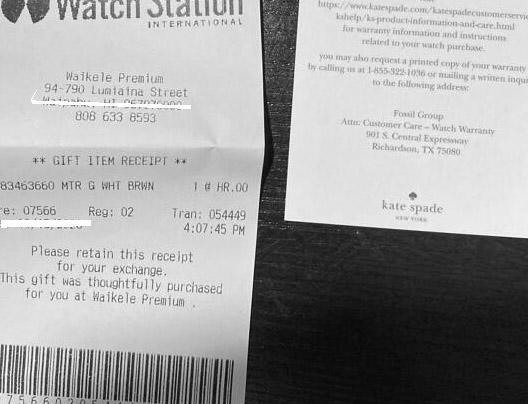 Watch Station
INTERNATIONAL
Waikele Premium
94-790 Lumiaina Street
808 633 8593
** GIFT ITEM RECEIPT **
83463660 MTR G WHT BRWN 1 @ HR.00
re: 07566 Reg: 02 Tran: 054449
4:07:45 PM
Please retain this receipt
for your exchange.
This gift was thoughtfully purchased
for you at Waikele Premium .
https://www.katespadecustomerserv
kshelp/ks-product-information-and-care.html
for warranty information and instructions
related to your watch purchase.
you may also request a printed copy of your warranty
by calling us at 1-855-322-1036 or mailing a written inqui
to the following address:
Fossil Group
Attn: Customer Care – Watch Warranty
901 S. Central Expressway
Richardson, TX 75080
kate spade
NEW YORK